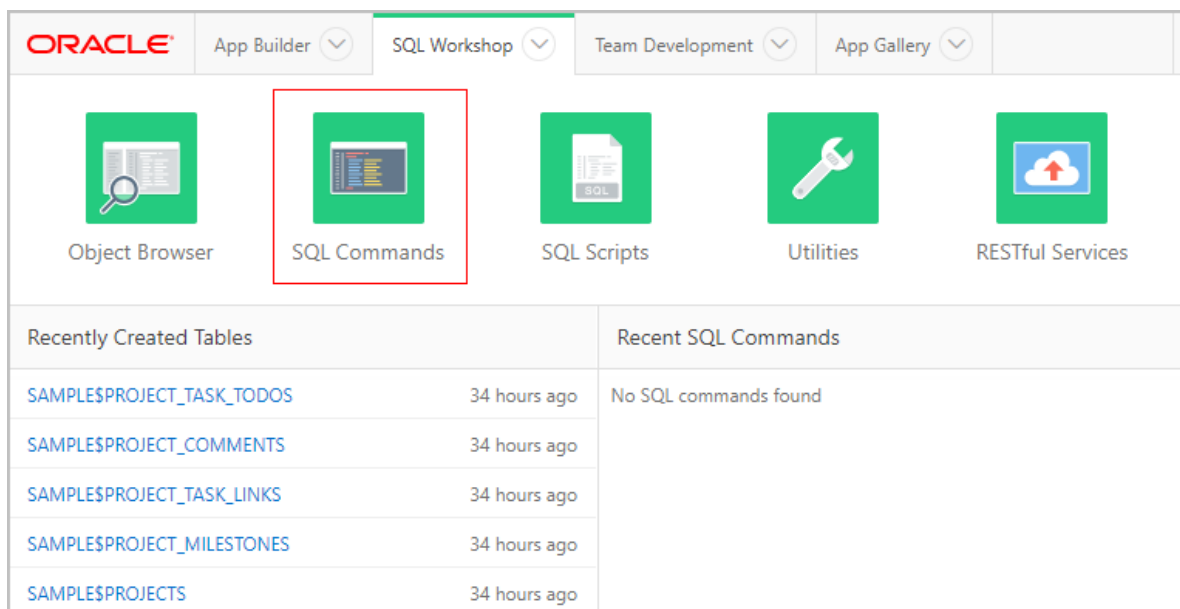 ORACLE App Builder SQL Workshop Team Development App Gallery
SQL
Object Browser SQL Commands SQL Scripts Utilities RESTful Services
Recently Created Tables Recent SQL Commands
SAMPLE$PROJECT_TASK_TODOS 34 hours ago No SQL commands found
SAMPLE$PROJECT_COMMENTS 34 hours ago
SAMPLE$PROJECT_TASK_LINKS 34 hours ago
SAMPLE$PROJECT_MILESTONES 34 hours ago
SAMPLE$PROJECTS 34 hours ago